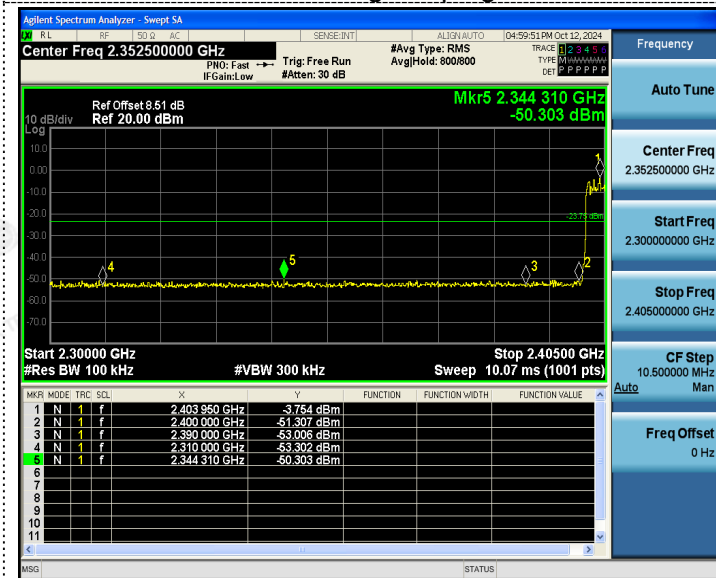 Agilent Spectrum Analyzer - Swept SA
LXI RL RF 50 Ω AC SENSE:INT ALIGN AUTO 04:59:51 PM Oct 12, 2024
Center Freq 2.352500000 GHz #Avg Type: RMS TRACE 1 2 3 4 5 6
PNO: Fast Trig: Free Run Avg|Hold: 800/800 TYPE M
IFGain:Low #Atten: 30 dB DET P P P P P P
Mkr5 2.344 310 GHz
Ref Offset 8.51 dB
10 dB/div Ref 20.00 dBm -50.303 dBm
Log
10.0
0.00
-10.0
-20.0
-23.75 dBm
-30.0
-40.0
-50.0
-60.0
-70.0
1
2
3
4
5
Start 2.30000 GHz Stop 2.40500 GHz
#Res BW 100 kHz #VBW 300 kHz Sweep 10.07 ms (1001 pts)
MKR MODE TRC SCL X Y FUNCTION FUNCTION WIDTH FUNCTION VALUE
1 N 1 f 2.403 950 GHz -3.754 dBm
2 N 1 f 2.400 000 GHz -51.307 dBm
3 N 1 f 2.390 000 GHz -53.006 dBm
4 N 1 f 2.310 000 GHz -53.302 dBm
5 N 1 f 2.344 310 GHz -50.303 dBm
6
7
8
9
10
11
MSG STATUS
Frequency
Auto Tune
Center Freq
2.352500000 GHz
Start Freq
2.300000000 GHz
Stop Freq
2.405000000 GHz
CF Step
10.500000 MHz
Auto Man
Freq Offset
0 Hz